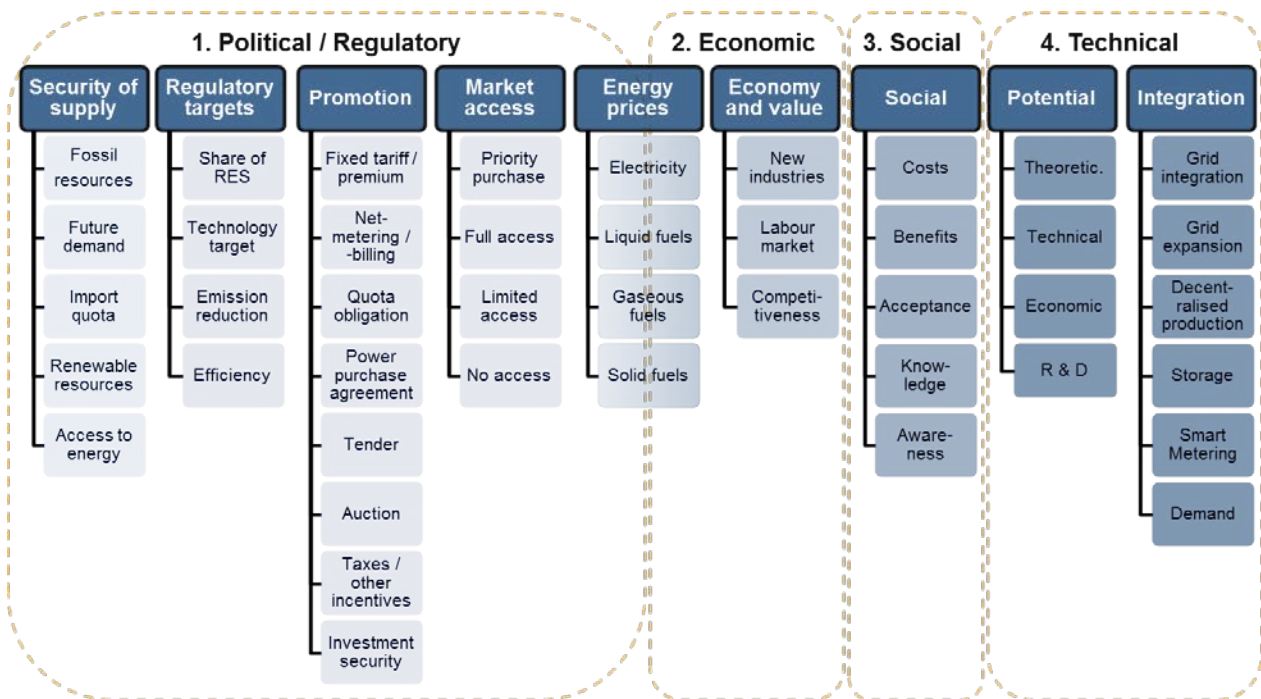 1. Political / Regulatory
2. Economic
3. Social
4. Technical
Security of
supply
Fossil
resources
Future
demand
Import
quota
Renewable
resources
Access to
energy
Regulatory
targets
Share of
RES
Technology
target
Emission
reduction
Efficiency
Promotion
Fixed tariff /
premium
Net-
metering /
-billing
Quota
obligation
Power
purchase
agreement
Tender
Auction
Taxes /
other
incentives
Investment
security
Market
access
Priority
purchase
Full access
Limited
access
No access
Energy
prices
Electricity
Liquid fuels
Gaseous
fuels
Solid fuels
Economy
and value
New
industries
Labour
market
Competi-
tiveness
Social
Costs
Benefits
Acceptance
Know-
ledge
Aware-
ness
Potential
Theoretic.
Technical
Economic
R & D
Integration
Grid
integration
Grid
expansion
Decent-
ralised
production
Storage
Smart
Metering
Demand